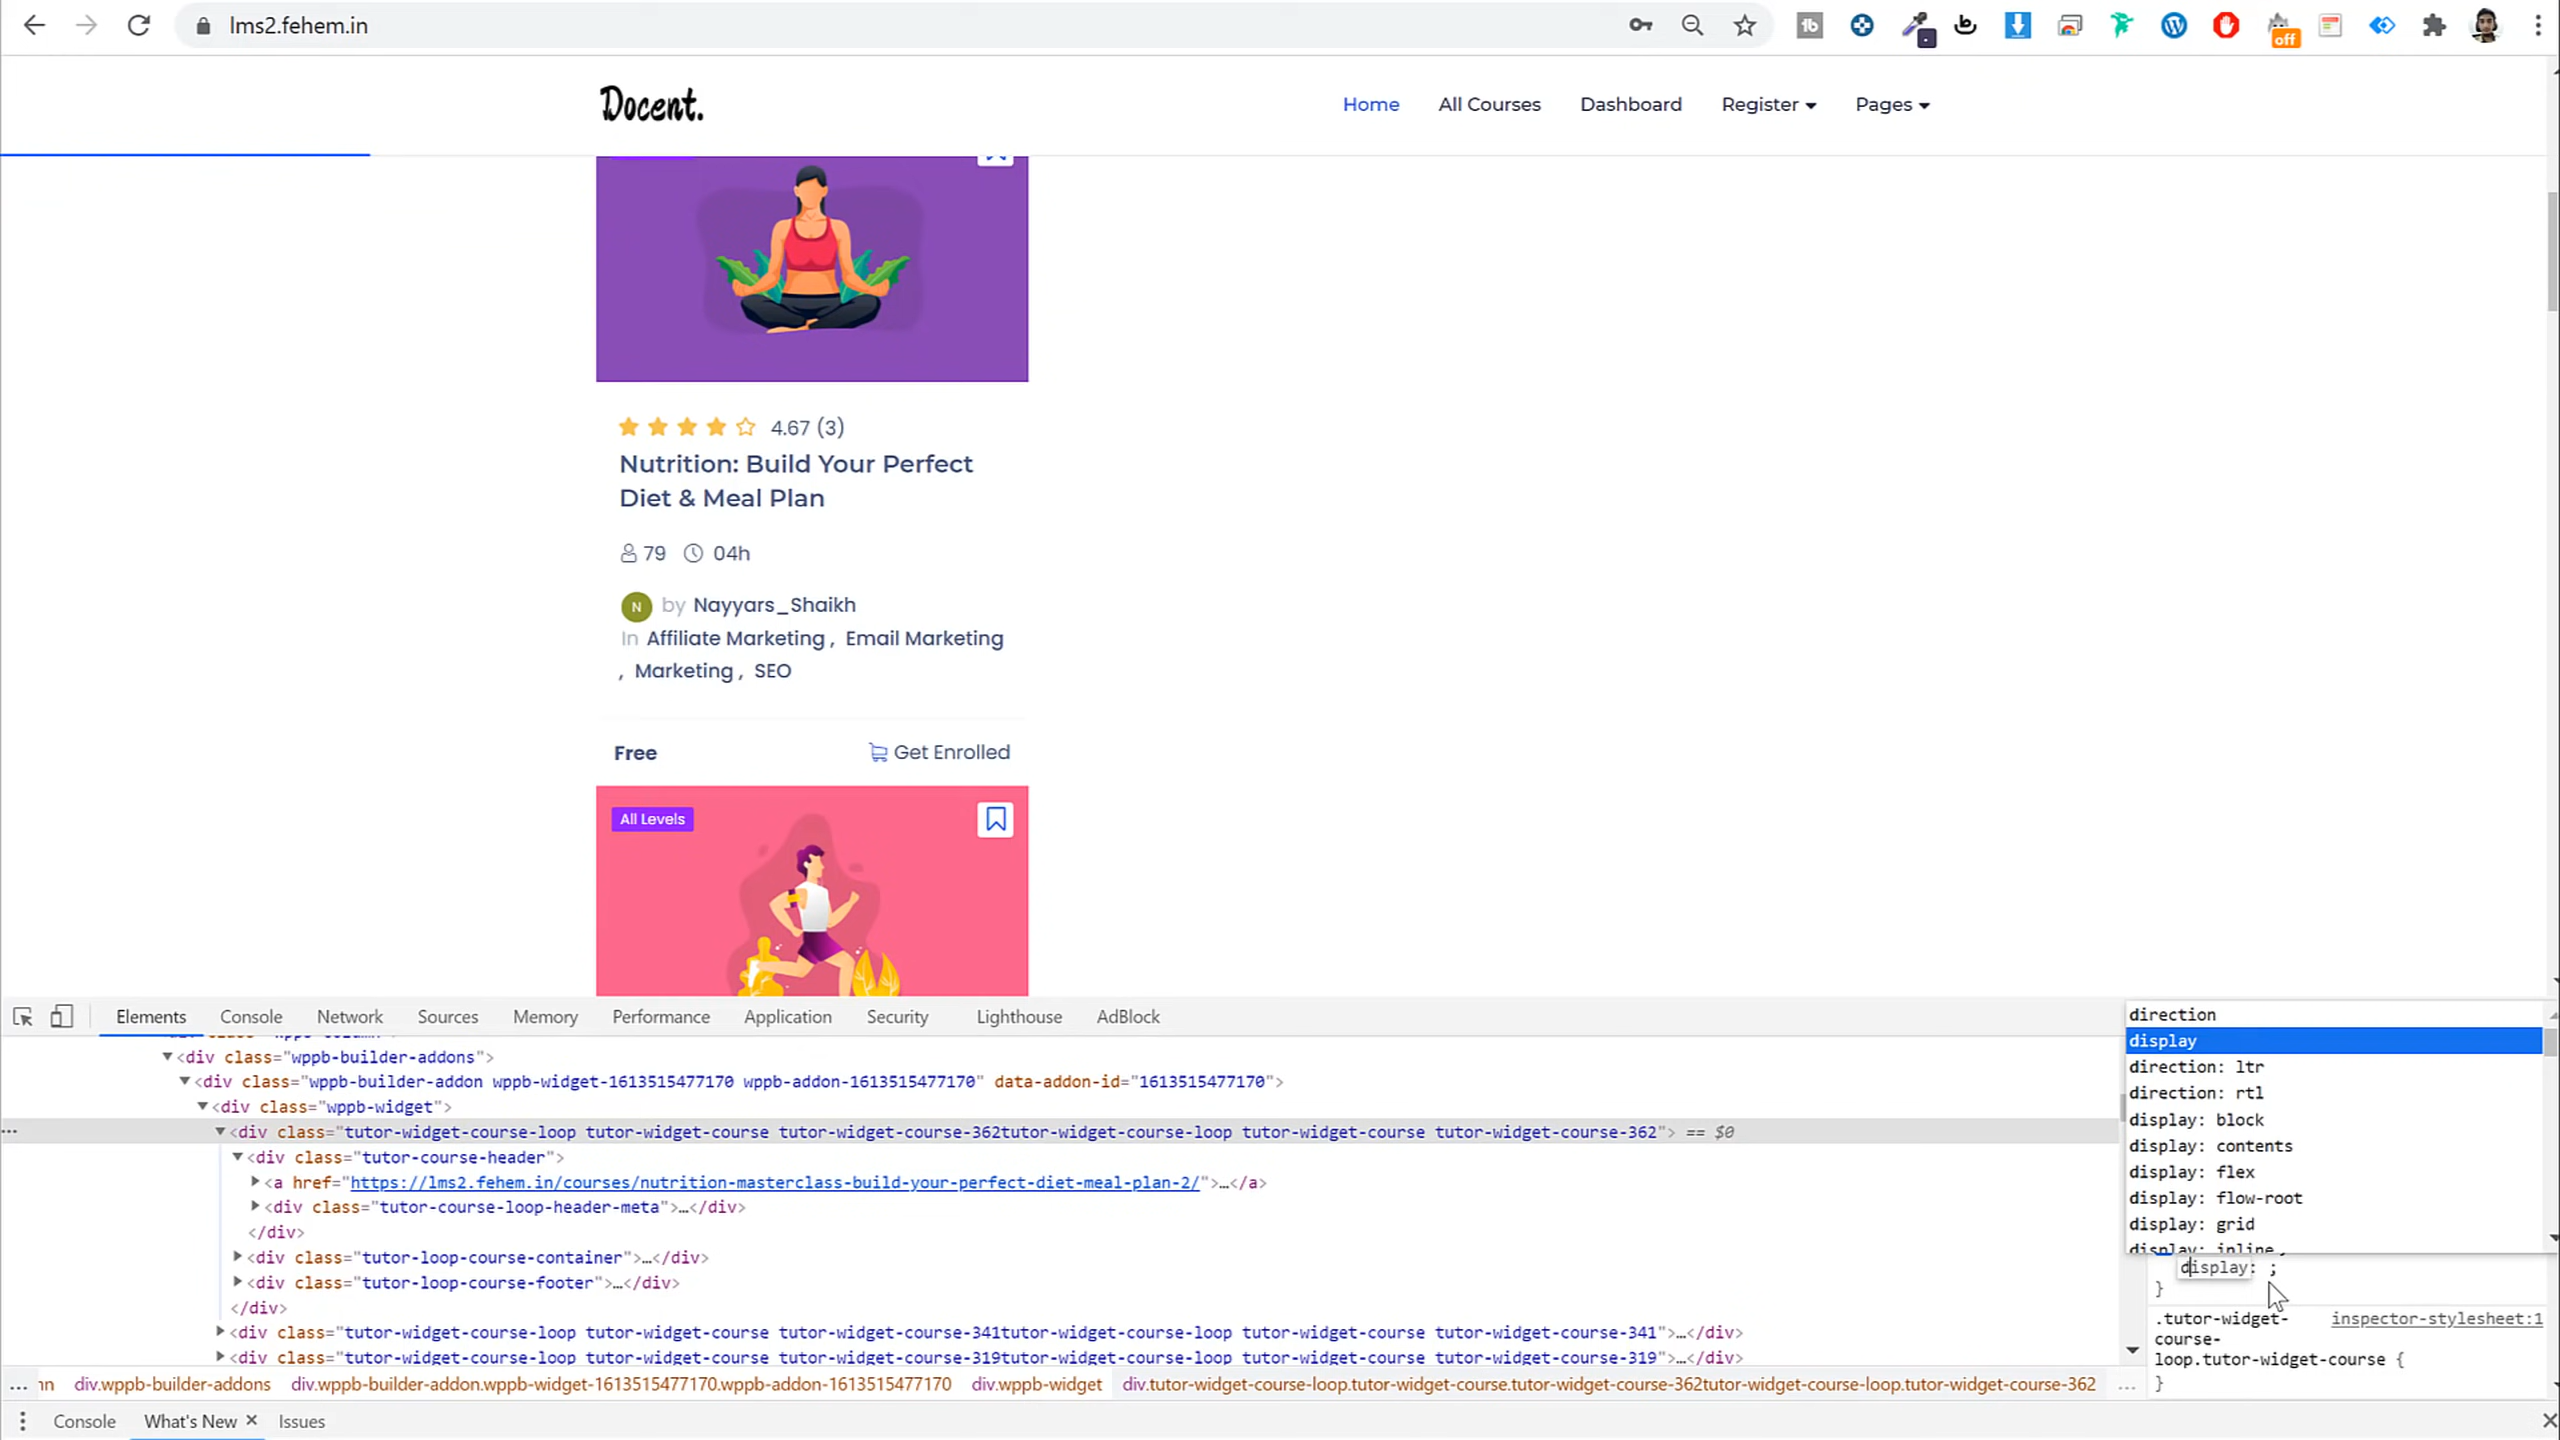 lms2.fehem.in
off
Docent.
Home All Courses Dashboard Register Pages
4.67 (3)
Nutrition: Build Your Perfect
Diet & Meal Plan
79 04h
N by Nayyars_Shaikh
In Affiliate Marketing , Email Marketing
, Marketing , SEO
Free Get Enrolled
All Levels
Elements Console Network Sources Memory Performance Application Security Lighthouse AdBlock
<div class="wppb-builder-addons">
<div class="wppb-builder-addon wppb-widget-1613515477170 wppb-addon-1613515477170" data-addon-id="1613515477170">
<div class="wppb-widget">
<div class="tutor-widget-course-loop tutor-widget-course tutor-widget-course-362tutor-widget-course-loop tutor-widget-course tutor-widget-course-362"> == $0
<div class="tutor-course-header">
<a href="https://lms2.fehem.in/courses/nutrition-masterclass-build-your-perfect-diet-meal-plan-2/">…</a>
<div class="tutor-course-loop-header-meta">…</div>
</div>
<div class="tutor-loop-course-container">…</div>
<div class="tutor-loop-course-footer">…</div>
</div>
<div class="tutor-widget-course-loop tutor-widget-course tutor-widget-course-341tutor-widget-course-loop tutor-widget-course tutor-widget-course-341">…</div>
<div class="tutor-widget-course-loop tutor-widget-course tutor-widget-course-319tutor-widget-course-loop tutor-widget-course tutor-widget-course-319">…</div>
direction
display
direction: ltr
direction: rtl
display: block
display: contents
display: flex
display: flow-root
display: grid
display: inline
display: ;
}
.tutor-widget- inspector-stylesheet:1
course-
loop.tutor-widget-course {
}
… nn div.wppb-builder-addons div.wppb-builder-addon.wppb-widget-1613515477170.wppb-addon-1613515477170 div.wppb-widget div.tutor-widget-course-loop.tutor-widget-course.tutor-widget-course-362tutor-widget-course-loop.tutor-widget-course-362 …
Console What's New Issues